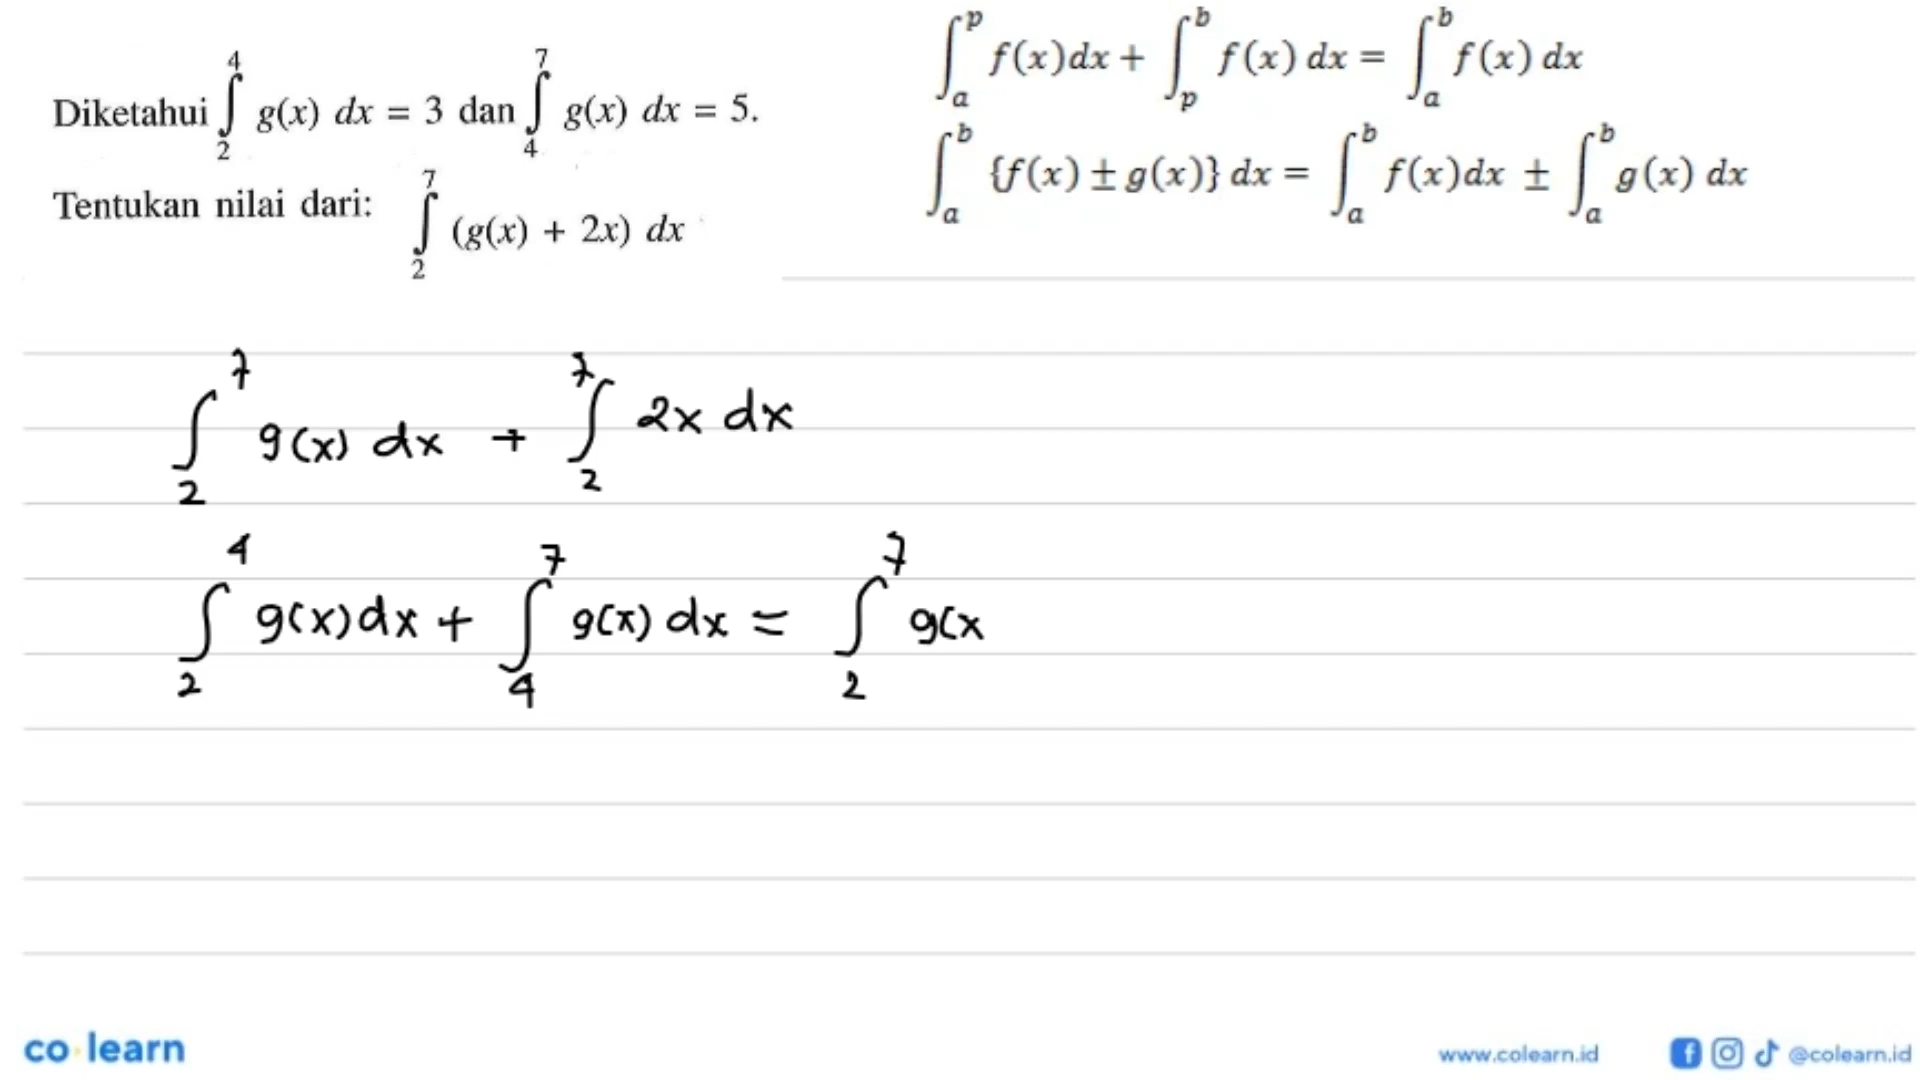 Diketahui ∫₂⁴ g(x) dx = 3 dan ∫₄⁷ g(x) dx = 5.
Tentukan nilai dari: ∫₂⁷ (g(x) + 2x) dx
∫ₐᵖ f(x)dx + ∫ₚᵇ f(x) dx = ∫ₐᵇ f(x) dx
∫ₐᵇ {f(x) ± g(x)} dx = ∫ₐᵇ f(x)dx ± ∫ₐᵇ g(x) dx
∫₂⁷ g(x) dx + ∫₂⁷ 2x dx
∫₂⁴ g(x)dx + ∫₄⁷ g(x) dx = ∫₂⁷ g(x
co learn
www.colearn.id
@colearn.id